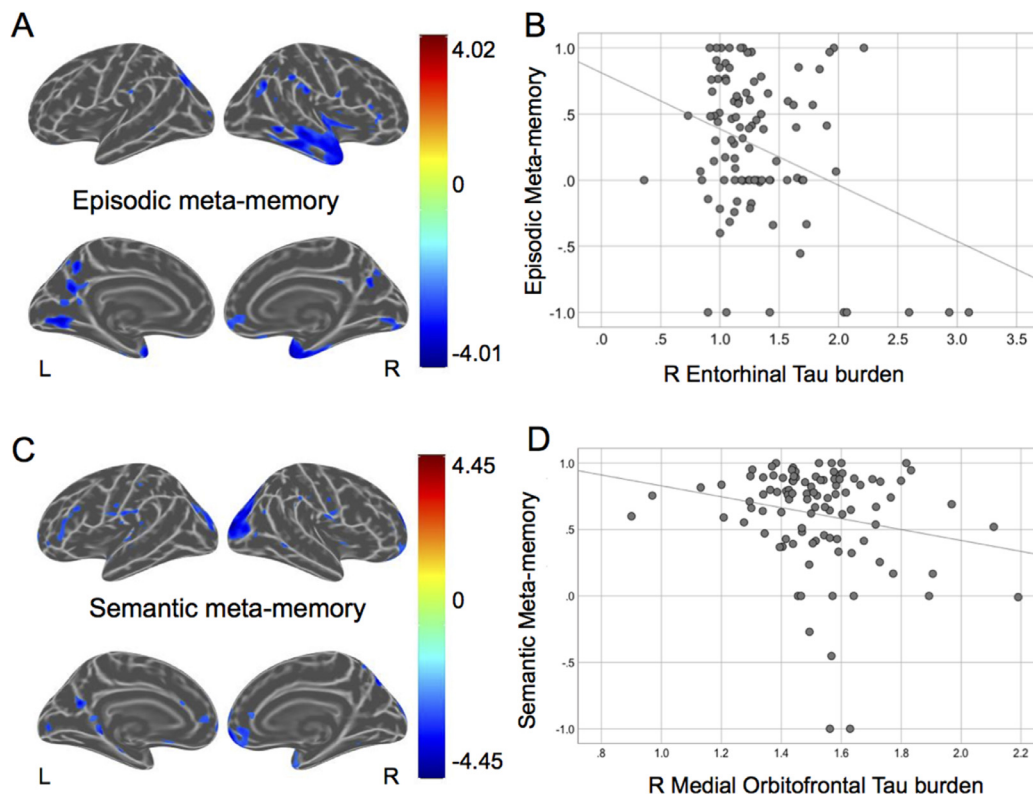 A
4.02
0
-4.01
Episodic meta-memory
L R
B
Episodic Meta-memory
1.0
.5
.0
-.5
-1.0
.0 .5 1.0 1.5 2.0 2.5 3.0 3.5
R Entorhinal Tau burden
C
4.45
0
-4.45
Semantic meta-memory
L R
D
Semantic Meta-memory
1.0
.5
.0
-.5
-1.0
.8 1.0 1.2 1.4 1.6 1.8 2.0 2.2
R Medial Orbitofrontal Tau burden